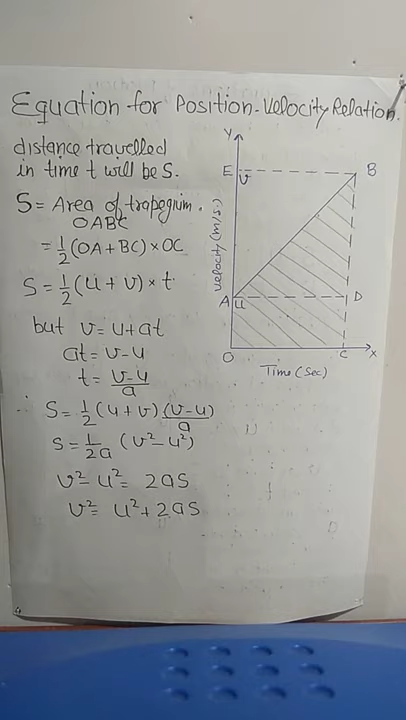 Equation for Position-Velocity Relation.
distance travelled
in time t will be S.
S = Area of trapegium.
OABC
= 1/2 (OA + BC) × OC
S = 1/2 (u + v) × t
but v = u + at
at = v - u
t = (v - u)/a
∴ S = 1/2 (u + v) (v - u)/a
S = 1/2a (v² - u²)
v² - u² = 2aS
v² = u² + 2aS
Y
E
v
B
Velocity (m/s)
A
u
D
O
C
X
Time (Sec)